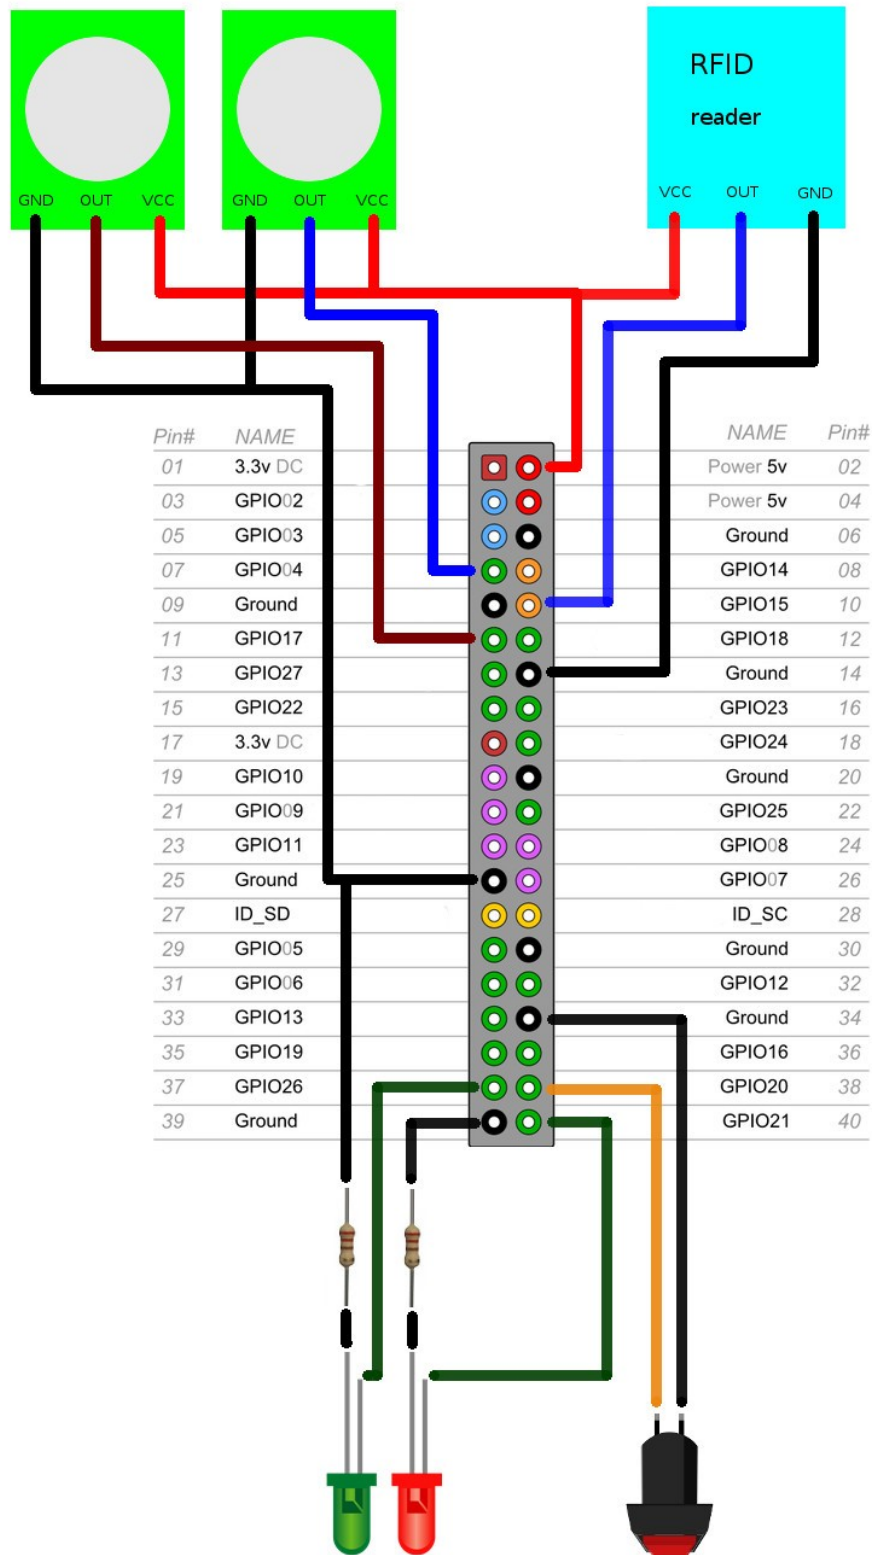 RFID
reader
GND OUT VCC GND OUT VCC VCC OUT GND
Pin# NAME NAME Pin#
01 3.3v DC Power 5v 02
03 GPIO02 Power 5v 04
05 GPIO03 Ground 06
07 GPIO04 GPIO14 08
09 Ground GPIO15 10
11 GPIO17 GPIO18 12
13 GPIO27 Ground 14
15 GPIO22 GPIO23 16
17 3.3v DC GPIO24 18
19 GPIO10 Ground 20
21 GPIO09 GPIO25 22
23 GPIO11 GPIO08 24
25 Ground GPIO07 26
27 ID_SD ID_SC 28
29 GPIO05 Ground 30
31 GPIO06 GPIO12 32
33 GPIO13 Ground 34
35 GPIO19 GPIO16 36
37 GPIO26 GPIO20 38
39 Ground GPIO21 40